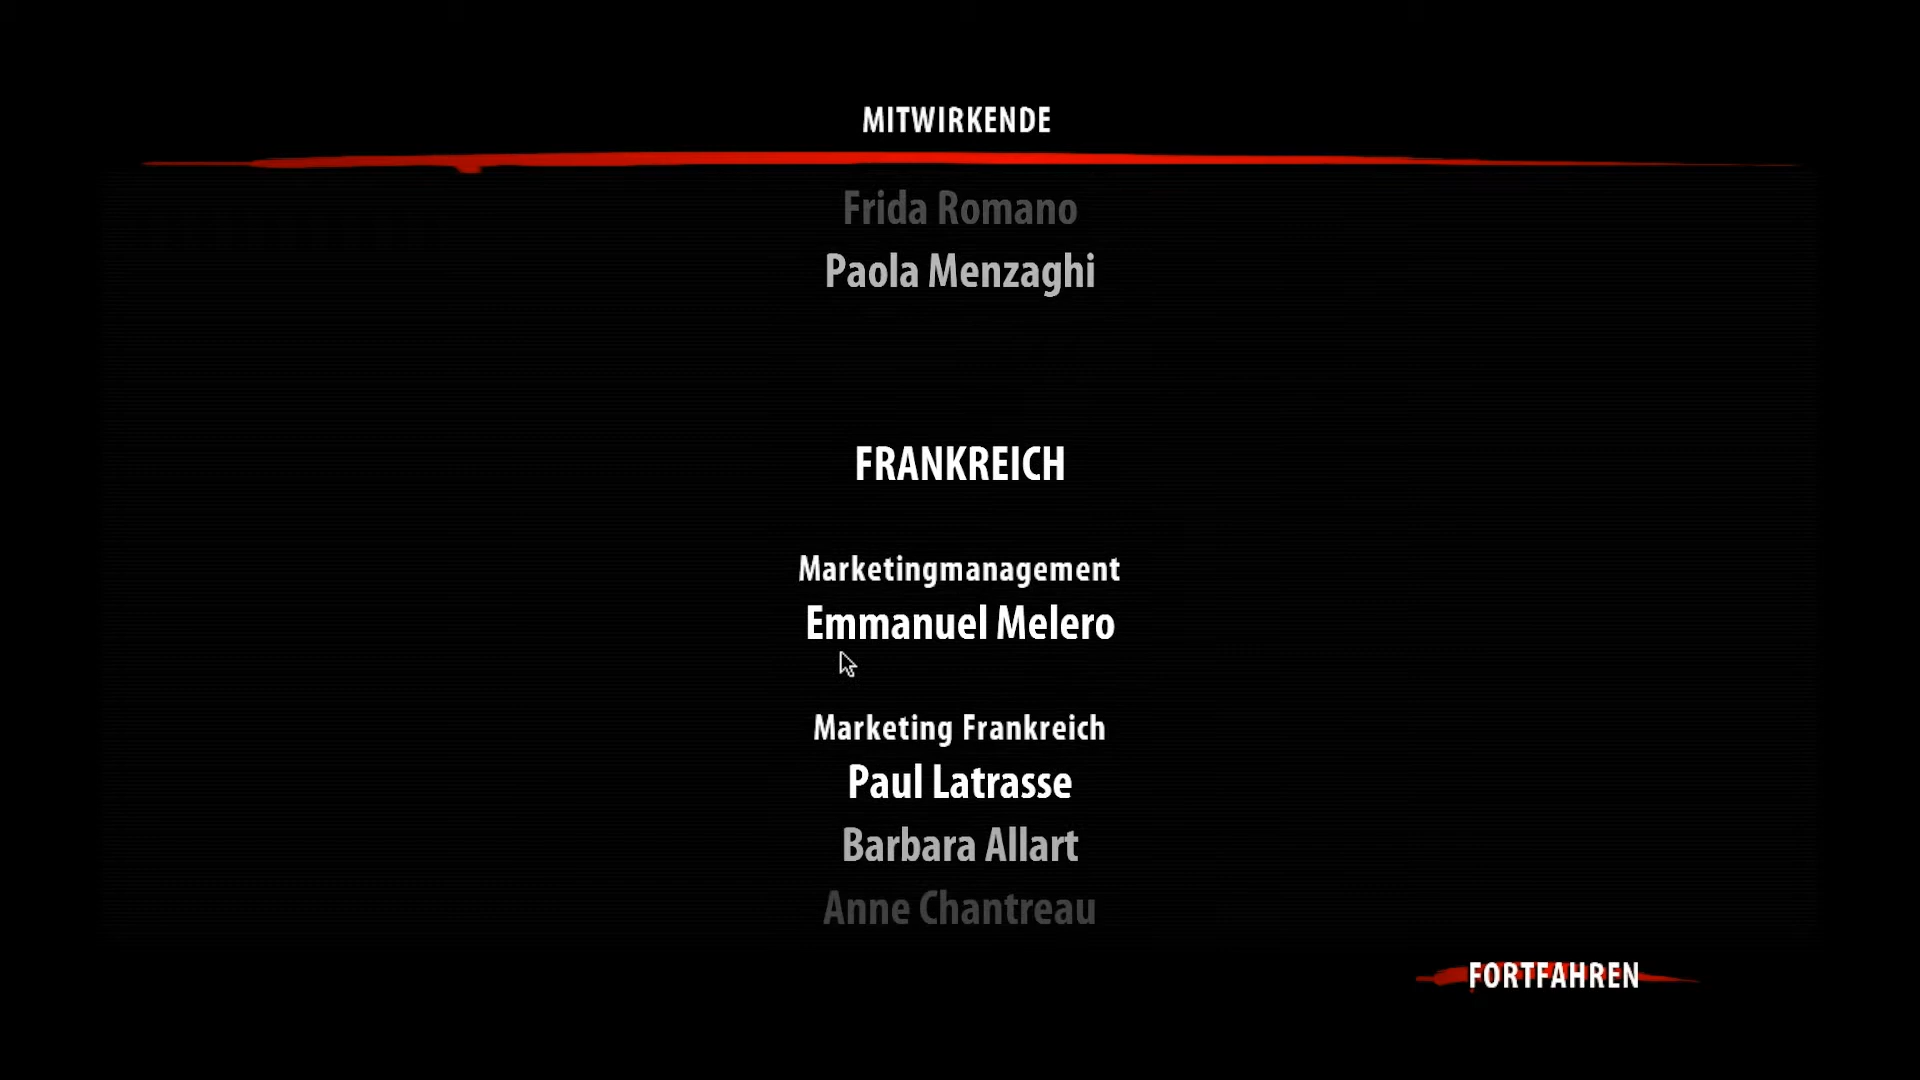 MITWIRKENDE
Frida Romano
Paola Menzaghi
FRANKREICH
Marketingmanagement
Emmanuel Melero
Marketing Frankreich
Paul Latrasse
Barbara Allart
Anne Chantreau
FORTFAHREN